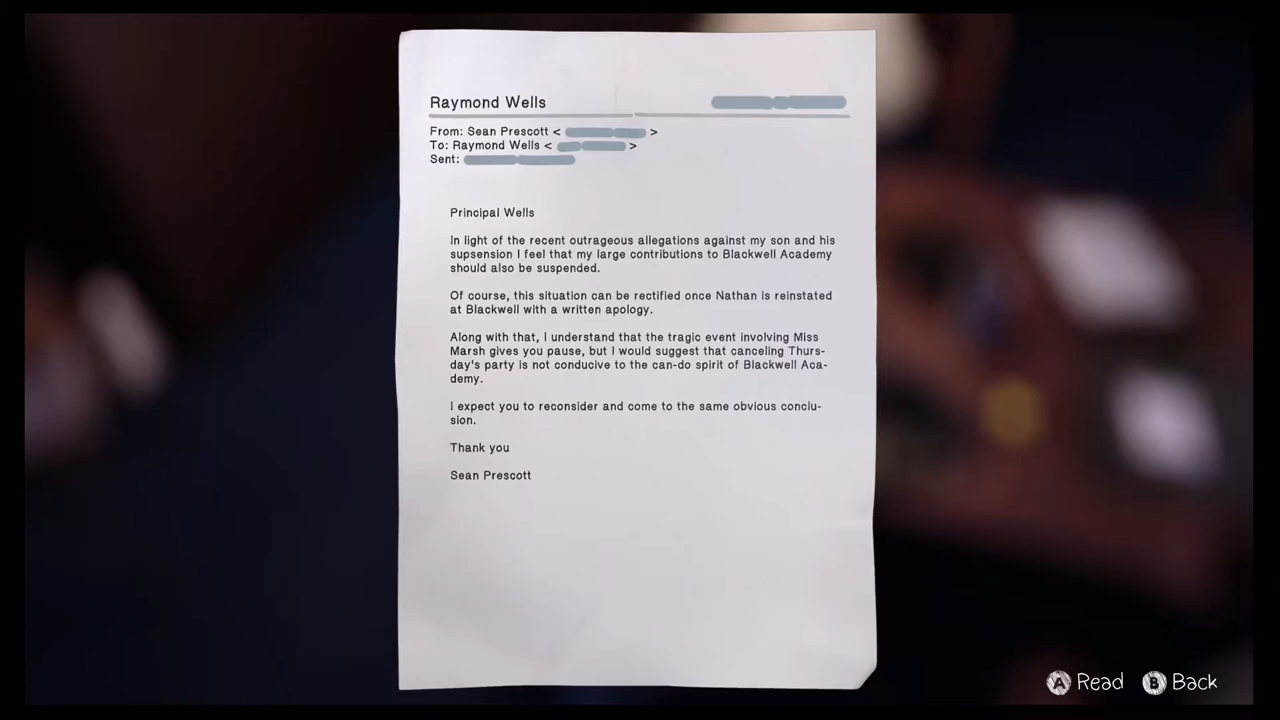 Raymond Wells
From: Sean Prescott < >
To: Raymond Wells < >
Sent:
Principal Wells
In light of the recent outrageous allegations against my son and his
supsension I feel that my large contributions to Blackwell Academy
should also be suspended.
Of course, this situation can be rectified once Nathan is reinstated
at Blackwell with a written apology.
Along with that, I understand that the tragic event involving Miss
Marsh gives you pause, but I would suggest that canceling Thurs-
day's party is not conducive to the can-do spirit of Blackwell Aca-
demy.
I expect you to reconsider and come to the same obvious conclu-
sion.
Thank you
Sean Prescott
A Read B Back